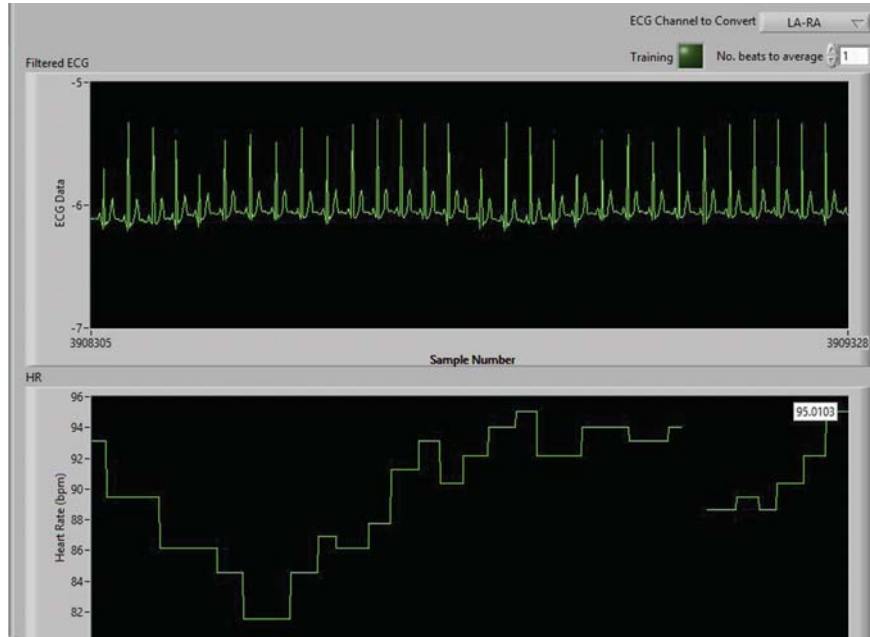 ECG Channel to Convert LA-RA
Training No. beats to average 1
Filtered ECG
-5
ECG Data
-6
-7
3908305 3909328
Sample Number
HR
96
94
95.0103
92
Heart Rate (bpm)
90
88
86
84
82